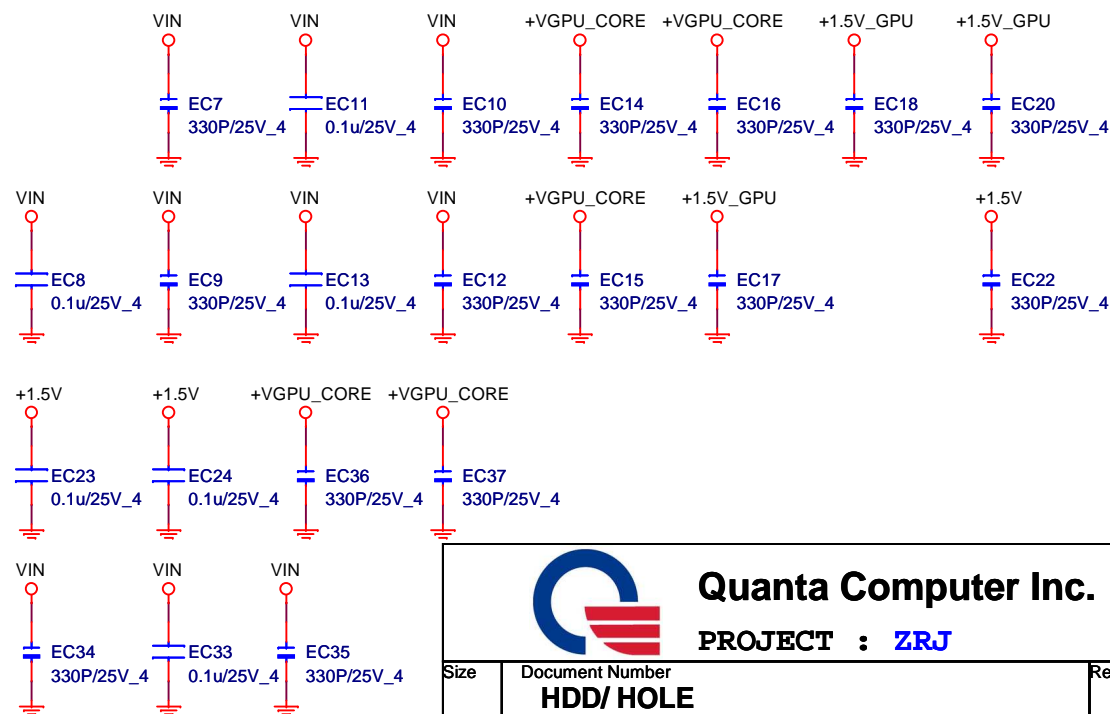 VIN VIN VIN +VGPU_CORE +VGPU_CORE +1.5V_GPU +1.5V_GPU
EC7 EC11 EC10 EC14 EC16 EC18 EC20
330P/25V_4 0.1u/25V_4 330P/25V_4 330P/25V_4 330P/25V_4 330P/25V_4 330P/25V_4
VIN VIN VIN VIN +VGPU_CORE +1.5V_GPU +1.5V
EC8 EC9 EC13 EC12 EC15 EC17 EC22
0.1u/25V_4 330P/25V_4 0.1u/25V_4 330P/25V_4 330P/25V_4 330P/25V_4 330P/25V_4
+1.5V +1.5V +VGPU_CORE +VGPU_CORE
EC23 EC24 EC36 EC37
0.1u/25V_4 0.1u/25V_4 330P/25V_4 330P/25V_4
VIN VIN VIN
EC34 EC33 EC35
330P/25V_4 0.1u/25V_4 330P/25V_4
Quanta Computer Inc.
PROJECT : ZRJ
Size Document Number Re
HDD/ HOLE